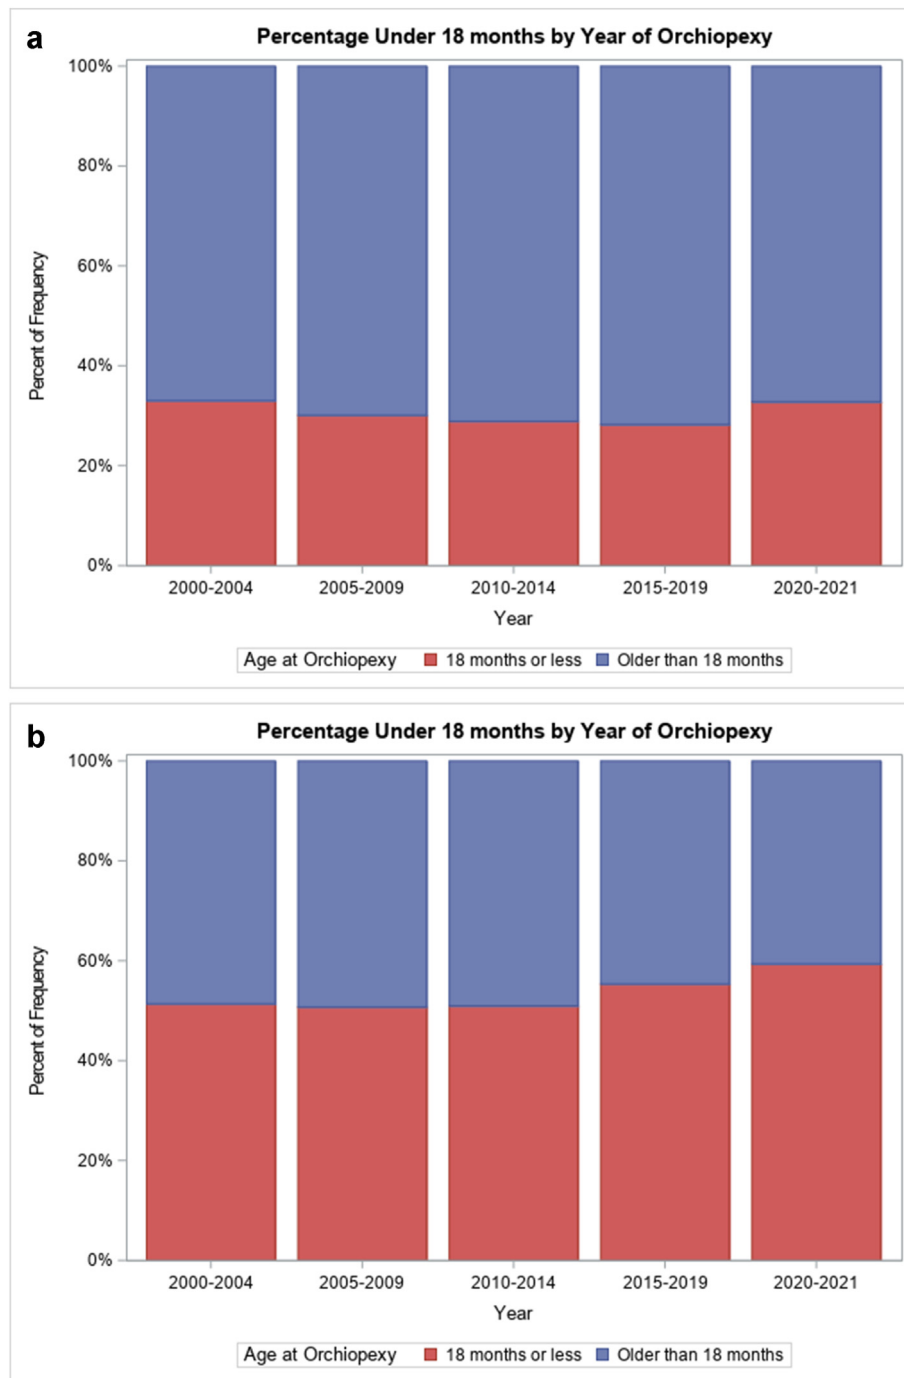 a
Percentage Under 18 months by Year of Orchiopexy
100%
80%
60%
40%
20%
0%
Percent of Frequency
2000-2004 2005-2009 2010-2014 2015-2019 2020-2021
Year
Age at Orchiopexy 18 months or less Older than 18 months
b
Percentage Under 18 months by Year of Orchiopexy
100%
80%
60%
40%
20%
0%
Percent of Frequency
2000-2004 2005-2009 2010-2014 2015-2019 2020-2021
Year
Age at Orchiopexy 18 months or less Older than 18 months